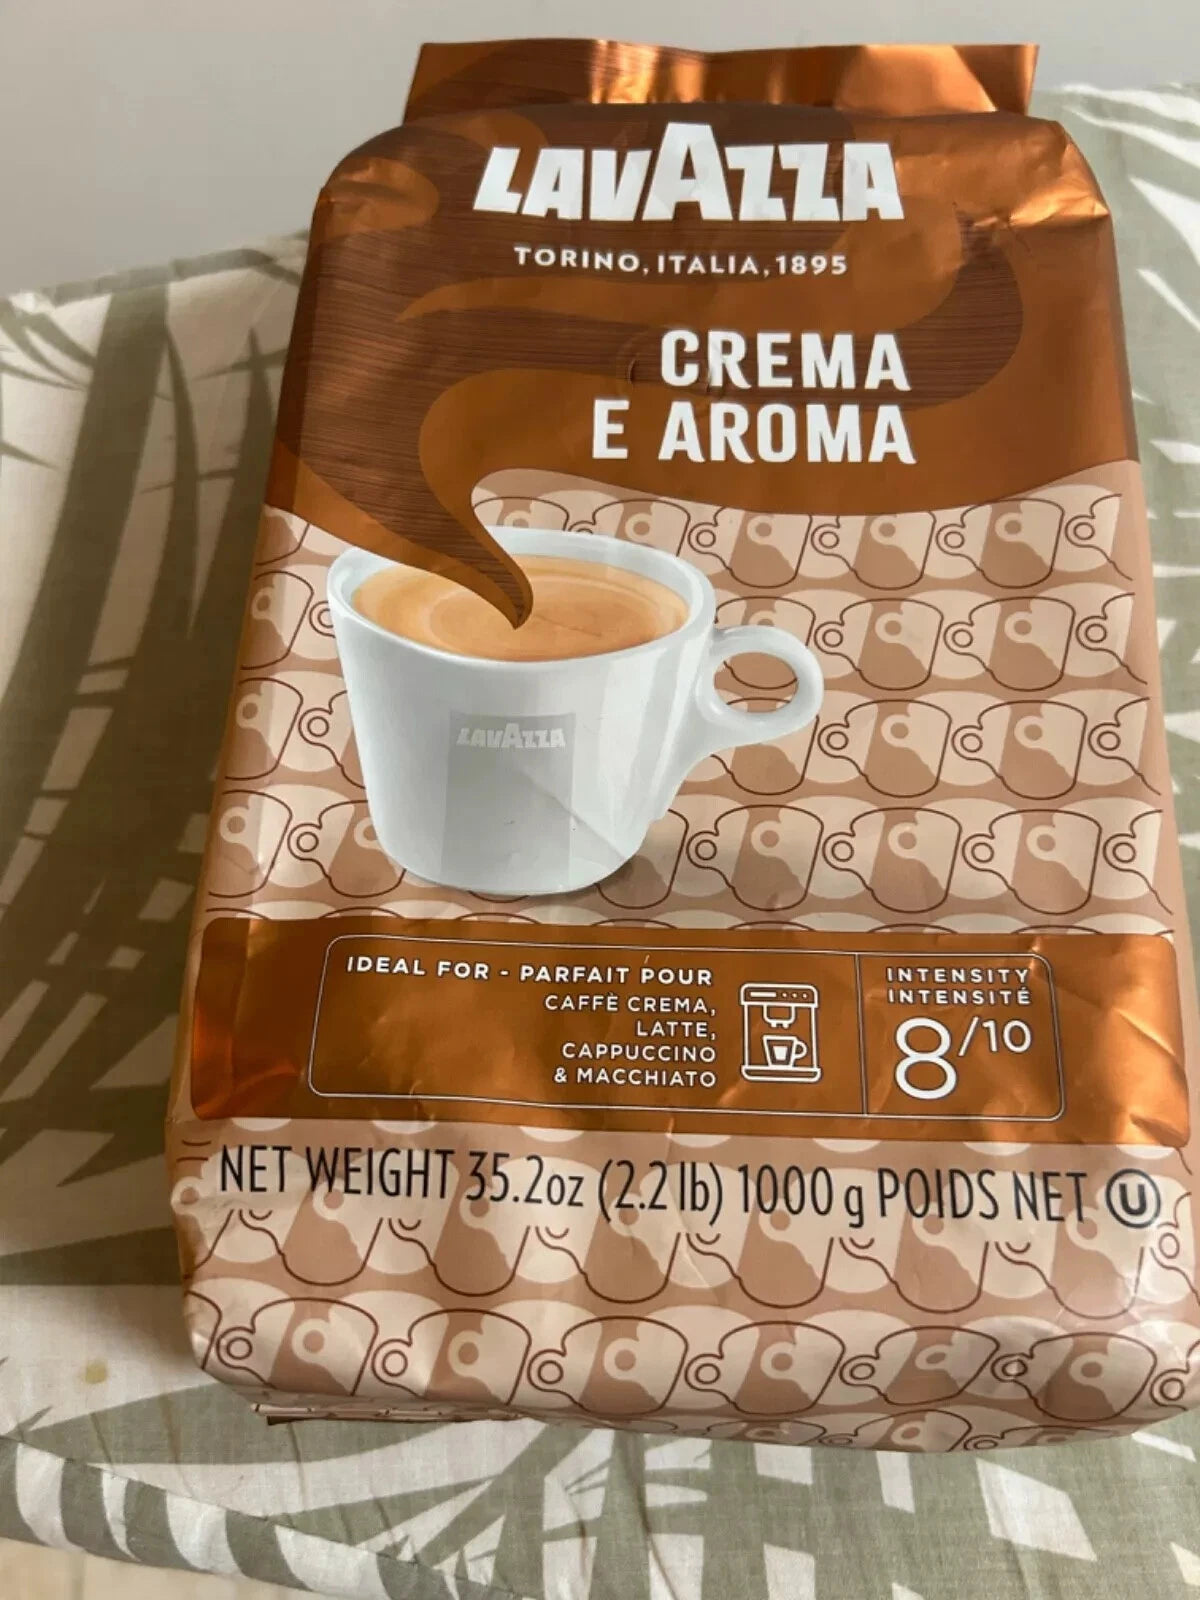 LAVAZZA
TORINO, ITALIA, 1895
CREMA
E AROMA
LAVAZZA
IDEAL FOR - PARFAIT POUR
CAFFÈ CREMA,
LATTE,
CAPPUCCINO
& MACCHIATO
INTENSITY
INTENSITÉ
8/10
NET WEIGHT 35.2oz (2.2 lb) 1000 g POIDS NET U